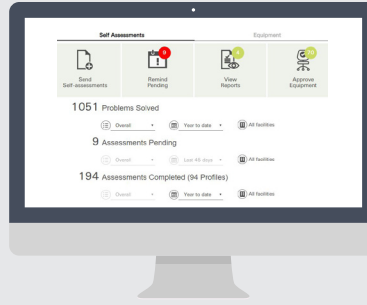 Self Assessments Equipment
9
Send Self-assessments
Remind Pending
View Reports
Approve Equipment
1051 Problems Solved
Overall Year to date All facilities
9 Assessments Pending
Overall Last 45 days All facilities
194 Assessments Completed (94 Profiles)
Overall Year to date All facilities